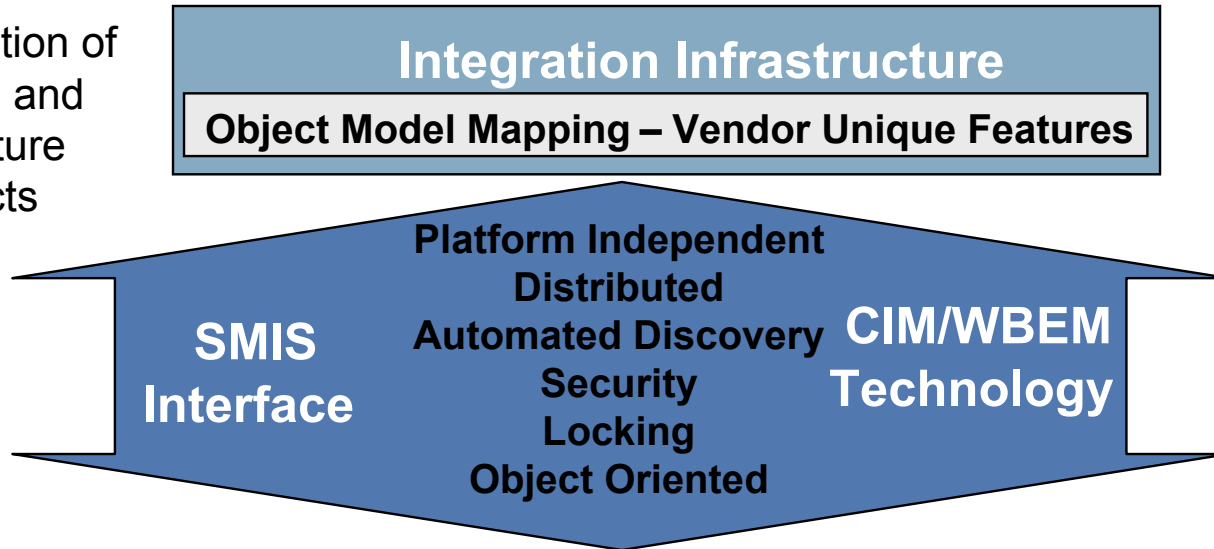 tion of
and
ture
cts
Integration Infrastructure
Object Model Mapping – Vendor Unique Features
Platform Independent
Distributed
Automated Discovery
Security
Locking
Object Oriented
SMIS
Interface
CIM/WBEM
Technology